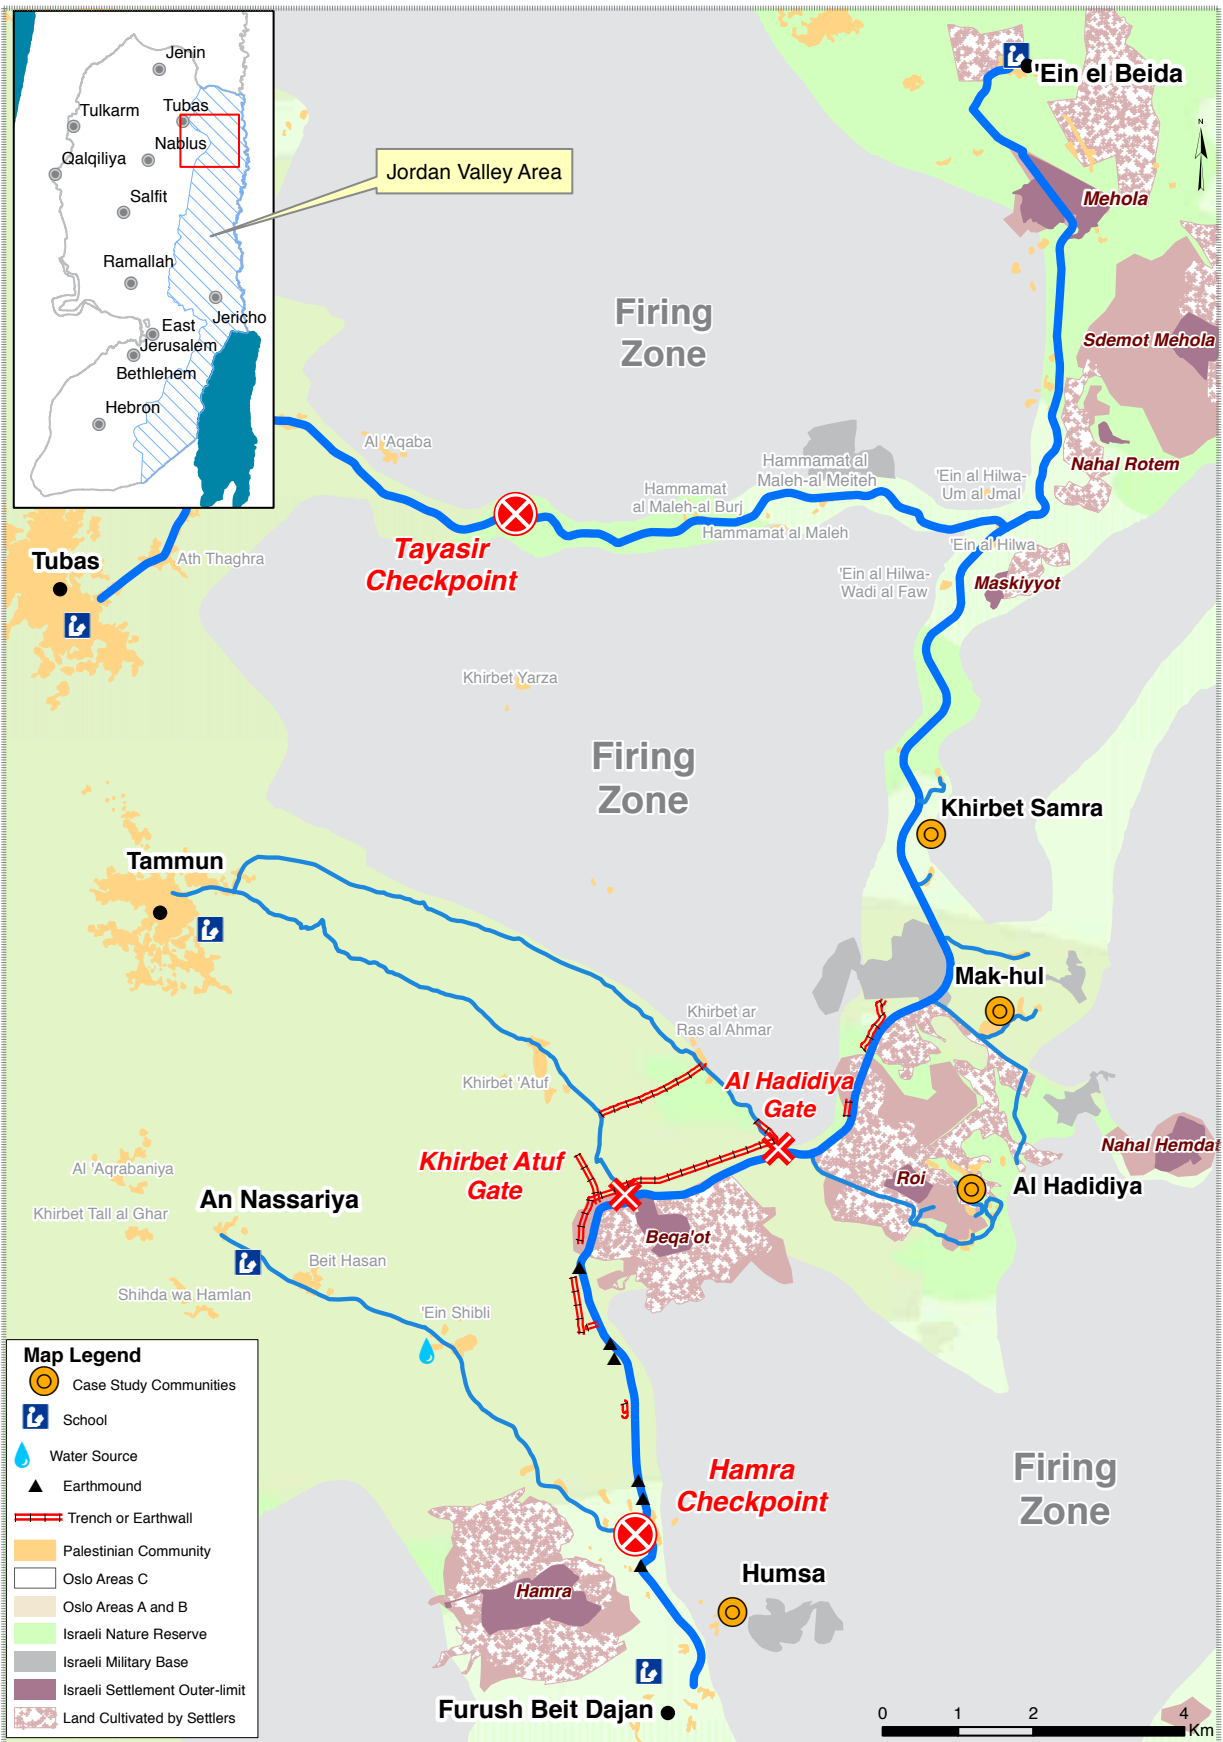 Jenin
Tubas
Tulkarm
Nablus
Qalqiliya
Salfit
Ramallah
Jericho
East
Jerusalem
Bethlehem
Hebron
Jordan Valley Area
'Ein el Beida
N
Mehola
Firing
Zone
Sdemot Mehola
Al 'Aqaba
Hammamat al
Maleh-al-Meiteh
Nahal Rotem
'Ein al Hilwa-
Um al Jmal
Hammamat
al Maleh-al Burj
Hammamat al Maleh
'Ein al Hilwa
Tayasir
Checkpoint
Tubas
Ath Thaghra
'Ein al Hilwa-
Wadi al Faw
Maskiyyot
Khirbet Yarza
Firing
Zone
Khirbet Samra
Tammun
Mak-hul
Khirbet ar
Ras al Ahmar
Khirbet 'Atuf
Al Hadidiya
Gate
Nahal Hemdat
Khirbet Atuf
Gate
Al 'Aqrabaniya
Roi
Al Hadidiya
An Nassariya
Khirbet Tall al Ghar
Beqa'ot
Beit Hasan
Shihda wa Hamlan
'Ein Shibli
Hamra
Checkpoint
Firing
Zone
Humsa
Hamra
Furush Beit Dajan
Map Legend
Case Study Communities
School
Water Source
Earthmound
Trench or Earthwall
Palestinian Community
Oslo Areas C
Oslo Areas A and B
Israeli Nature Reserve
Israeli Military Base
Israeli Settlement Outer-limit
Land Cultivated by Settlers
0 1 2 4
Km